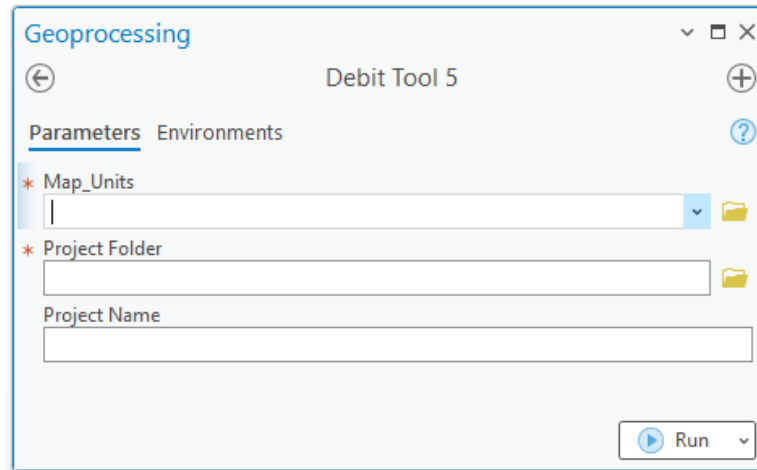 Geoprocessing
Debit Tool 5
Parameters Environments
* Map_Units
* Project Folder
Project Name
Run